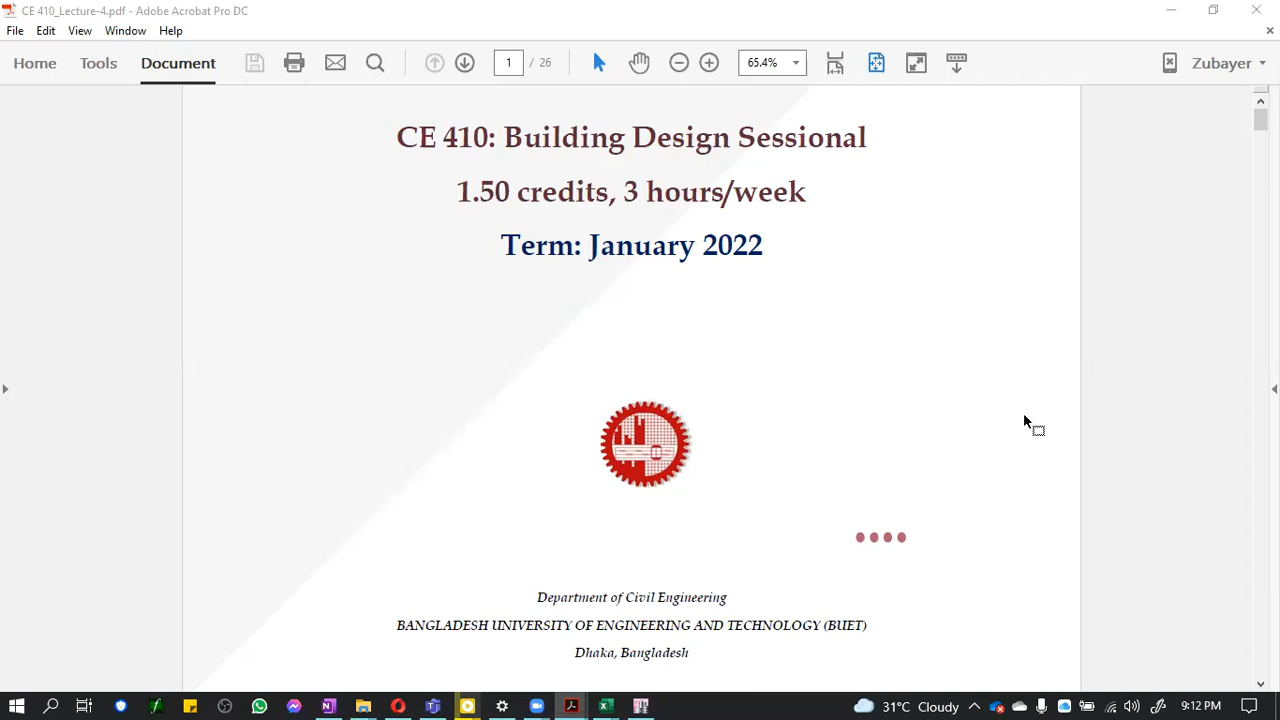 CE 410_Lecture-4.pdf - Adobe Acrobat Pro DC
File Edit View Window Help
Home Tools Document 1 / 26 65.4% Zubayer
CE 410: Building Design Sessional
1.50 credits, 3 hours/week
Term: January 2022
Department of Civil Engineering
BANGLADESH UNIVERSITY OF ENGINEERING AND TECHNOLOGY (BUET)
Dhaka, Bangladesh
31°C Cloudy 9:12 PM